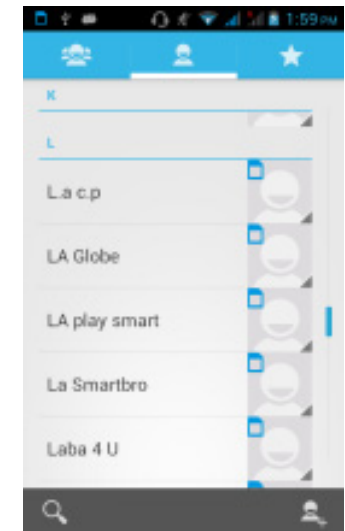 1:59 PM
K
L
L.a c.p
LA Globe
LA play smart
La Smartbro
Laba 4 U